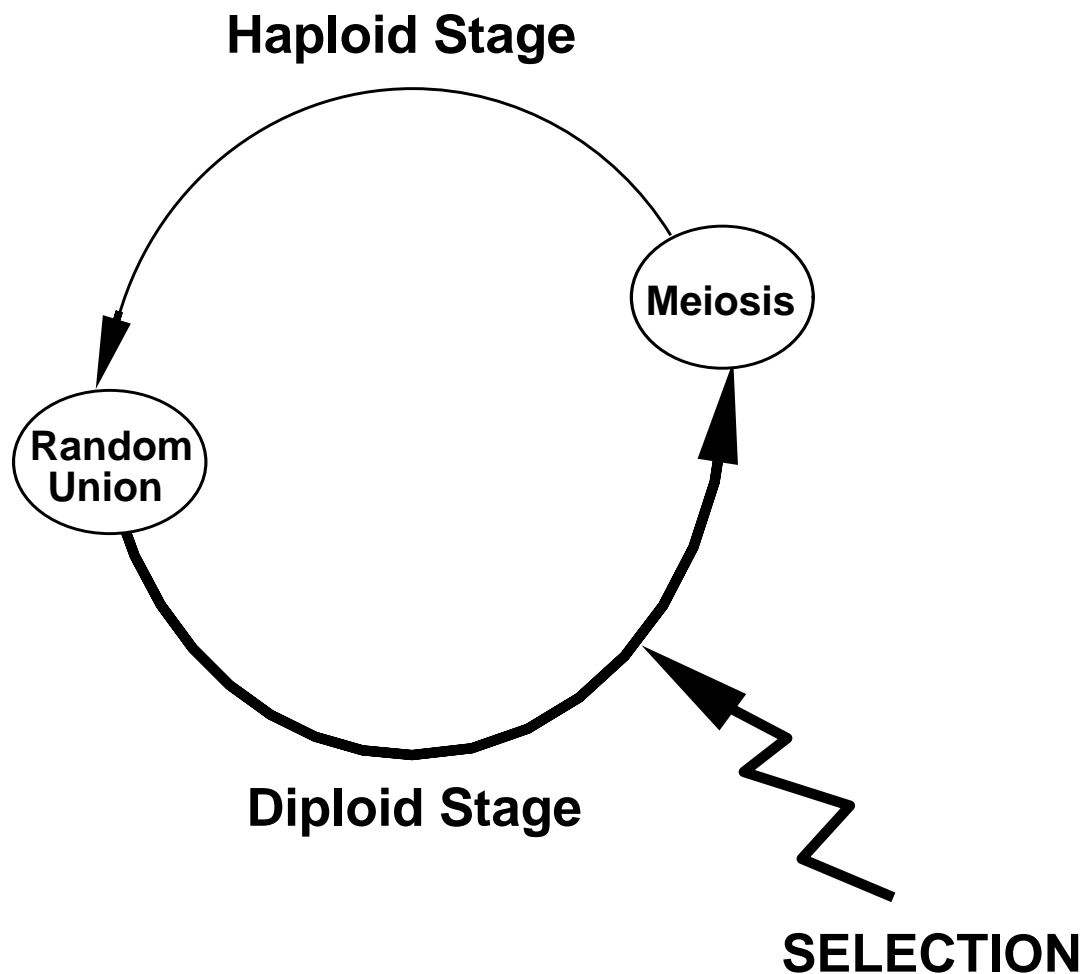 Haploid Stage
Meiosis
Random
Union
Diploid Stage
SELECTION